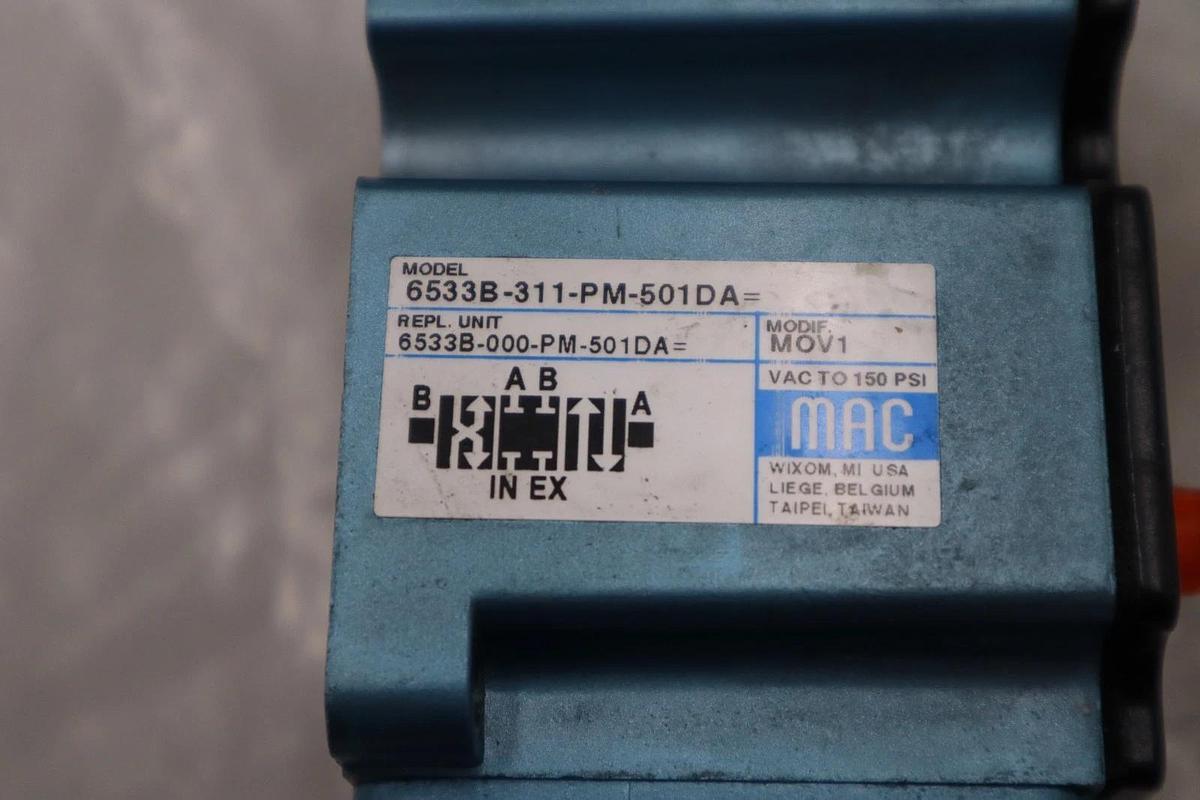 MODEL
6533B-311-PM-501DA=
REPL. UNIT
6533B-000-PM-501DA=
MODIF.
MOV1
VAC TO 150 PSI
A B
B
A
IN EX
MAC
WIXOM, MI USA
LIEGE, BELGIUM
TAIPEI, TAIWAN